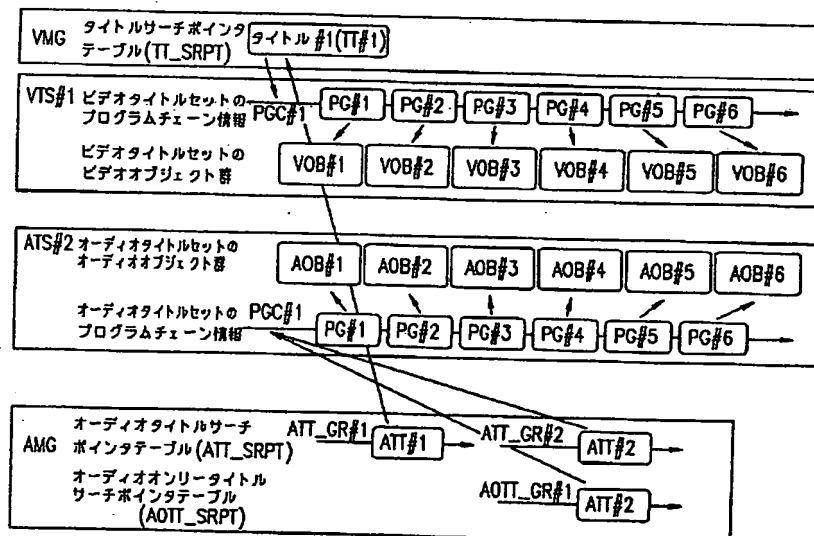 VMG タイトルサーチポインタ
テーブル(TT_SRPT)
タイトル #1(TT#1)
VTS#1 ビデオタイトルセットの
プログラムチェーン情報
PGC#1 PG#1 PG#2 PG#3 PG#4 PG#5 PG#6
ビデオタイトルセットの
ビデオオブジェクト群
VOB#1 VOB#2 VOB#3 VOB#4 VOB#5 VOB#6
ATS#2 オーディオタイトルセットの
オーディオオブジェクト群
AOB#1 AOB#2 AOB#3 AOB#4 AOB#5 AOB#6
オーディオタイトルセットの
プログラムチェーン情報
PGC#1 PG#1 PG#2 PG#3 PG#4 PG#5 PG#6
AMG オーディオタイトルサーチ
ポインタテーブル(ATT_SRPT)
ATT_GR#1 ATT#1 ATT_GR#2 ATT#2
オーディオオンリータイトル
サーチポインタテーブル
(AOTT_SRPT)
AOTT_GR#1 ATT#2